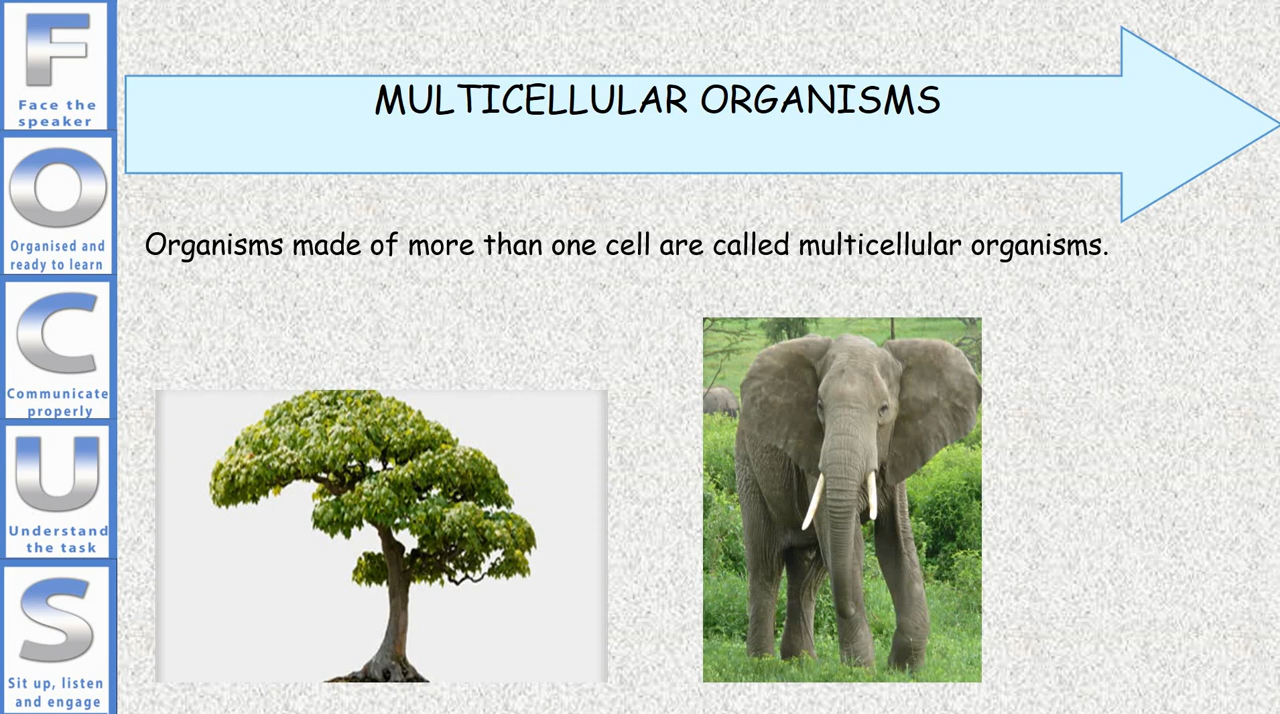 F
Face the
speaker
O
Organised and
ready to learn
C
Communicate
properly
U
Understand
the task
S
Sit up, listen
and engage
MULTICELLULAR ORGANISMS
Organisms made of more than one cell are called multicellular organisms.